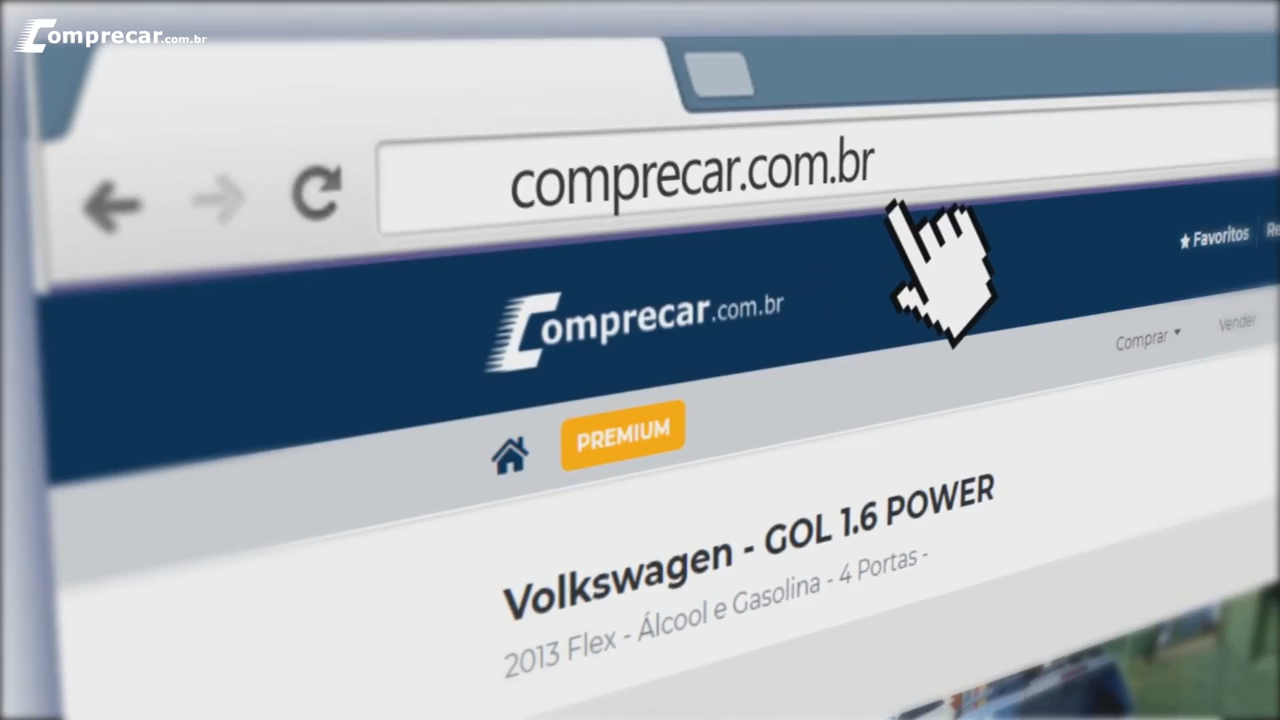 Comprecar.com.br
comprecar.com.br
Favoritos
Comprecar.com.br
Comprar Vender
PREMIUM
Volkswagen - GOL 1.6 POWER
2013 Flex - Álcool e Gasolina - 4 Portas -